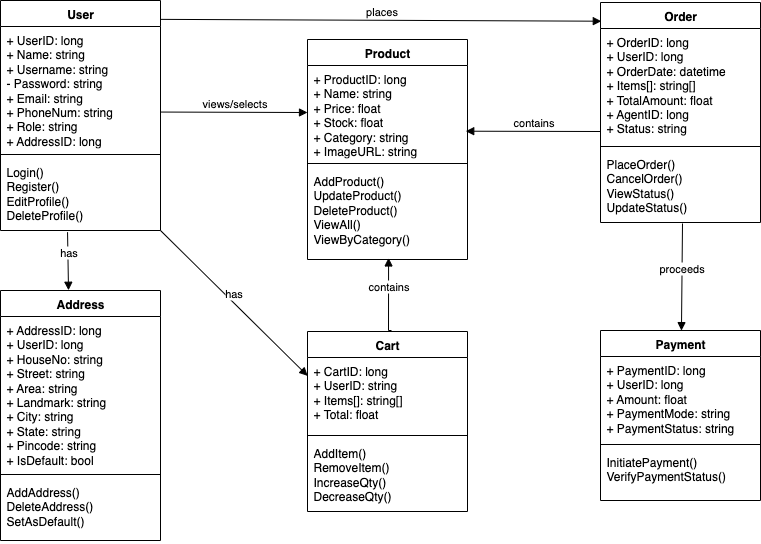 User
+ UserID: long
+ Name: string
+ Username: string
- Password: string
+ Email: string
+ PhoneNum: string
+ Role: string
+ AddressID: long
Login()
Register()
EditProfile()
DeleteProfile()
places
views/selects
has
has
Product
+ ProductID: long
+ Name: string
+ Price: float
+ Stock: float
+ Category: string
+ ImageURL: string
AddProduct()
UpdateProduct()
DeleteProduct()
ViewAll()
ViewByCategory()
contains
contains
Order
+ OrderID: long
+ UserID: long
+ OrderDate: datetime
+ Items[]: string[]
+ TotalAmount: float
+ AgentID: long
+ Status: string
PlaceOrder()
CancelOrder()
ViewStatus()
UpdateStatus()
proceeds
Address
+ AddressID: long
+ UserID: long
+ HouseNo: string
+ Street: string
+ Area: string
+ Landmark: string
+ City: string
+ State: string
+ Pincode: string
+ IsDefault: bool
AddAddress()
DeleteAddress()
SetAsDefault()
Cart
+ CartID: long
+ UserID: string
+ Items[]: string[]
+ Total: float
AddItem()
RemoveItem()
IncreaseQty()
DecreaseQty()
Payment
+ PaymentID: long
+ UserID: long
+ Amount: float
+ PaymentMode: string
+ PaymentStatus: string
InitiatePayment()
VerifyPaymentStatus()